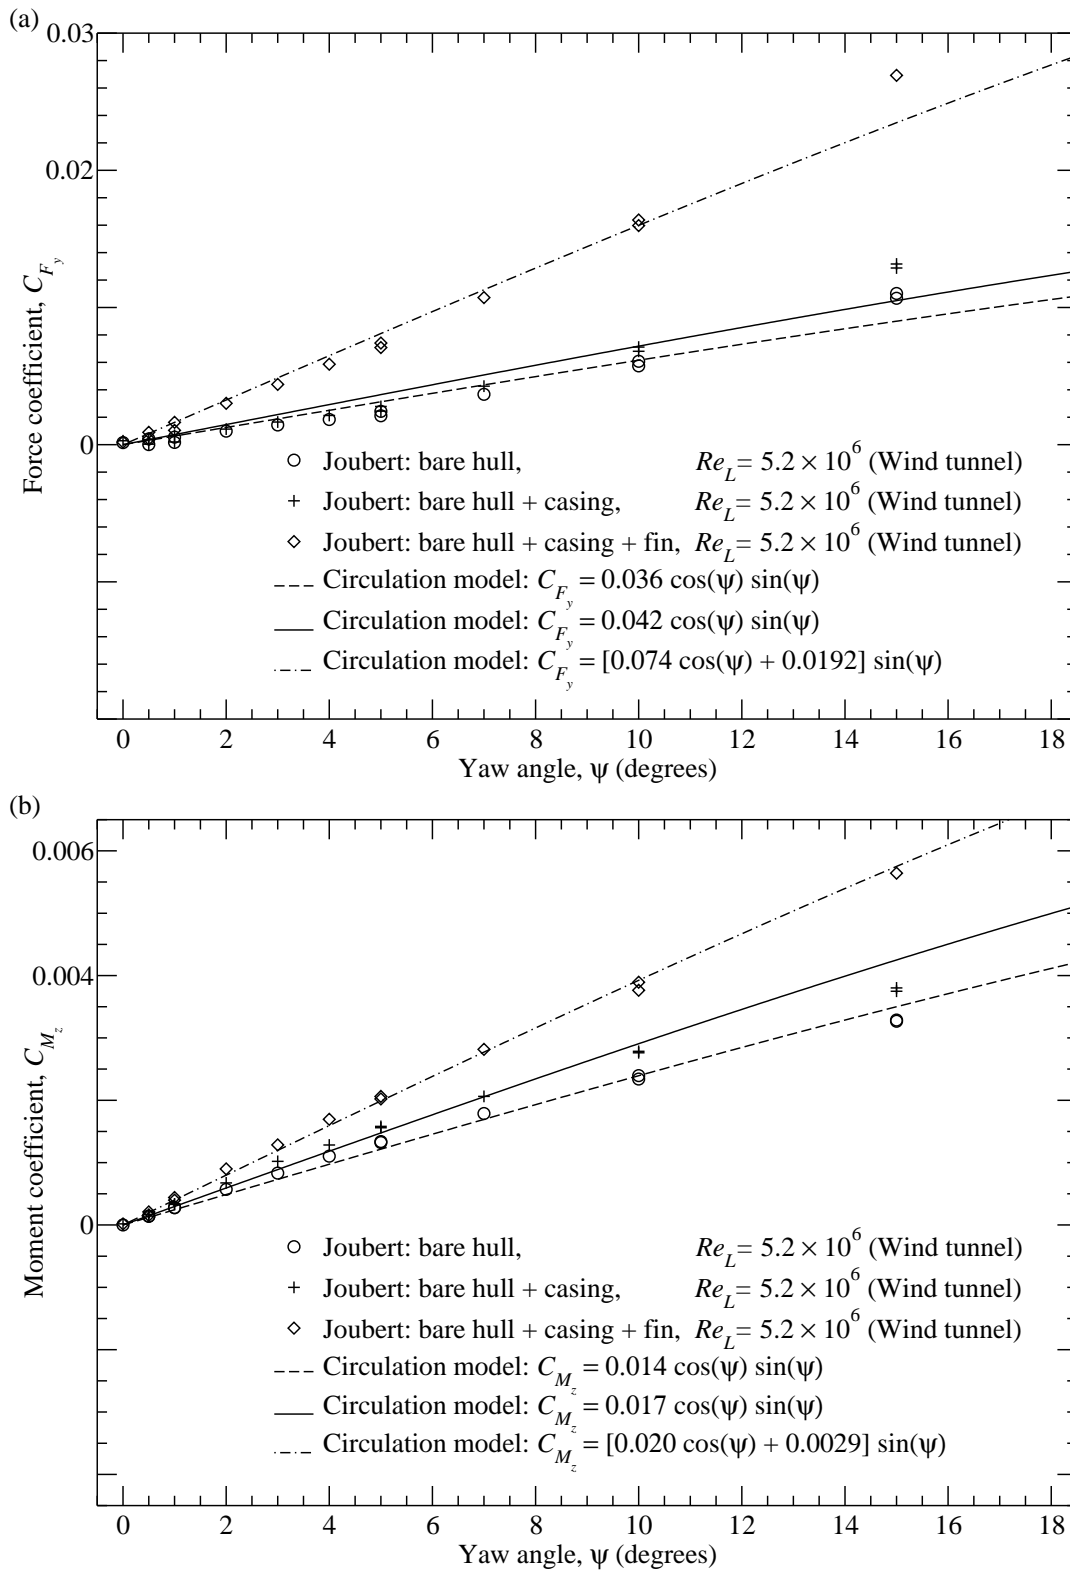 (a)
0.03
0.02
0
Force coefficient, C_{F_y}
Joubert: bare hull, Re_L = 5.2 × 10^6 (Wind tunnel)
Joubert: bare hull + casing, Re_L = 5.2 × 10^6 (Wind tunnel)
Joubert: bare hull + casing + fin, Re_L = 5.2 × 10^6 (Wind tunnel)
Circulation model: C_{F_y} = 0.036 cos(ψ) sin(ψ)
Circulation model: C_{F_y} = 0.042 cos(ψ) sin(ψ)
Circulation model: C_{F_y} = [0.074 cos(ψ) + 0.0192] sin(ψ)
0 2 4 6 8 10 12 14 16 18
Yaw angle, ψ (degrees)
(b)
0.006
0.004
0
Moment coefficient, C_{M_z}
Joubert: bare hull, Re_L = 5.2 × 10^6 (Wind tunnel)
Joubert: bare hull + casing, Re_L = 5.2 × 10^6 (Wind tunnel)
Joubert: bare hull + casing + fin, Re_L = 5.2 × 10^6 (Wind tunnel)
Circulation model: C_{M_z} = 0.014 cos(ψ) sin(ψ)
Circulation model: C_{M_z} = 0.017 cos(ψ) sin(ψ)
Circulation model: C_{M_z} = [0.020 cos(ψ) + 0.0029] sin(ψ)
0 2 4 6 8 10 12 14 16 18
Yaw angle, ψ (degrees)